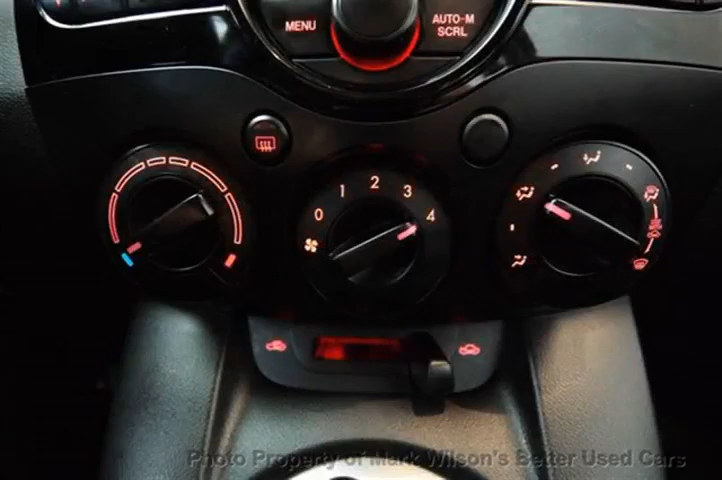 MENU
AUTO-M
SCRL
0 1 2 3 4
Photo Property of Mark Wilson's Better Used Cars